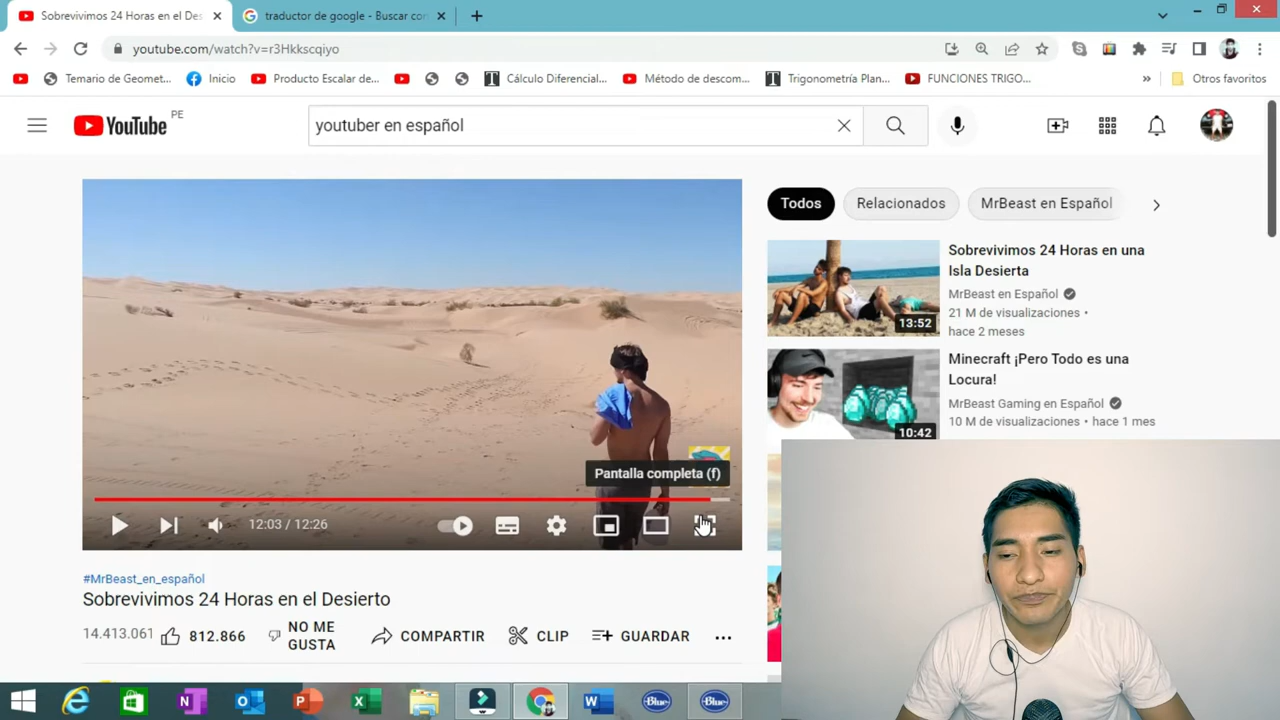 Sobrevivimos 24 Horas en el Des
traductor de google - Buscar con
youtube.com/watch?v=r3Hkkscqiyo
Temario de Geomet...
Inicio
Producto Escalar de...
Cálculo Diferencial...
Método de descom...
Trigonometría Plan...
FUNCIONES TRIGO...
»
Otros favoritos
YouTube PE
youtuber en español
Todos
Relacionados
MrBeast en Español
Sobrevivimos 24 Horas en una
Isla Desierta
MrBeast en Español
21 M de visualizaciones •
hace 2 meses
13:52
Minecraft ¡Pero Todo es una
Locura!
MrBeast Gaming en Español
10 M de visualizaciones • hace 1 mes
10:42
Pantalla completa (f)
12:03 / 12:26
#MrBeast_en_español
Sobrevivimos 24 Horas en el Desierto
14.413.061
812.866
NO ME
GUSTA
COMPARTIR
CLIP
GUARDAR
Blue
Blue